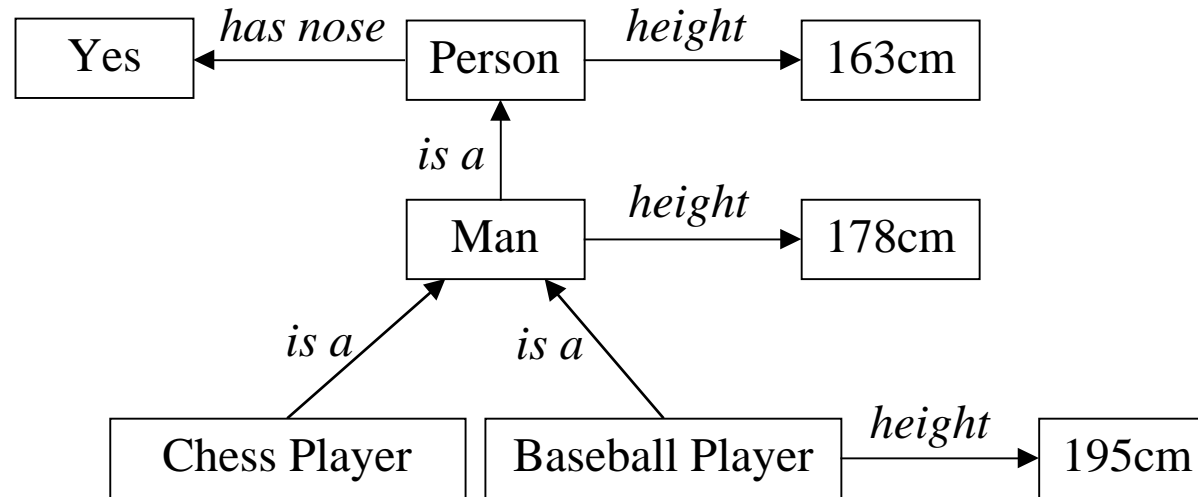 Yes
has nose
Person
height
163cm
is a
Man
height
178cm
is a
is a
Chess Player
Baseball Player
height
195cm